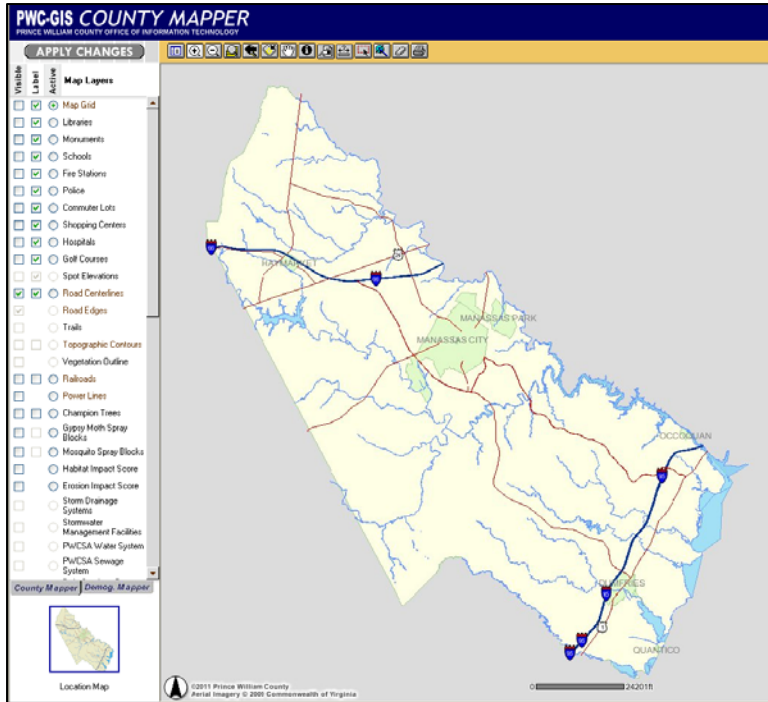 PWC-GIS COUNTY MAPPER
PRINCE WILLIAM COUNTY OFFICE OF INFORMATION TECHNOLOGY
APPLY CHANGES
Visible
Label
Active
Map Layers
Map Grid
Libraries
Monuments
Schools
Fire Stations
Police
Commuter Lots
Shopping Centers
Hospitals
Golf Courses
Spot Elevations
Road Centerlines
Road Edges
Trails
Topographic Contours
Vegetation Outline
Railroads
Power Lines
Champion Trees
Gypsy Moth Spray
Blocks
Mosquito Spray Blocks
Habitat Impact Score
Erosion Impact Score
Storm Drainage
Systems
Stormwater
Management Facilities
PWCSA Water System
PWCSA Sewage
System
County Mapper
Demog. Mapper
Location Map
HAYMARKET
MANASSAS PARK
MANASSAS CITY
OCCOQUAN
DUMFRIES
1
QUANTICO
©2011 Prince William County
Aerial Imagery © 2009 Commonwealth of Virginia
0
24201ft